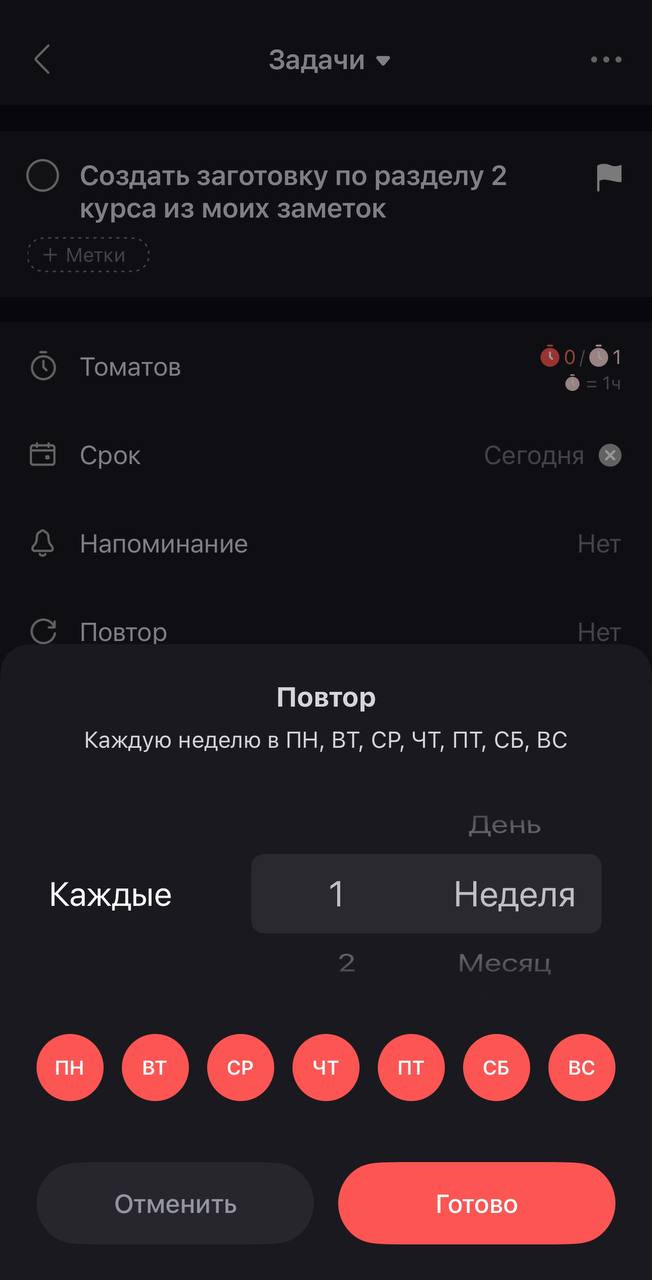 Задачи
Создать заготовку по разделу 2
курса из моих заметок
+ Метки
Томатов
0 / 1
= 1ч
Срок
Сегодня
Напоминание
Нет
Повтор
Нет
Повтор
Каждую неделю в ПН, ВТ, СР, ЧТ, ПТ, СБ, ВС
День
Каждые 1 Неделя
2 Месяц
ПН ВТ СР ЧТ ПТ СБ ВС
Отменить Готово